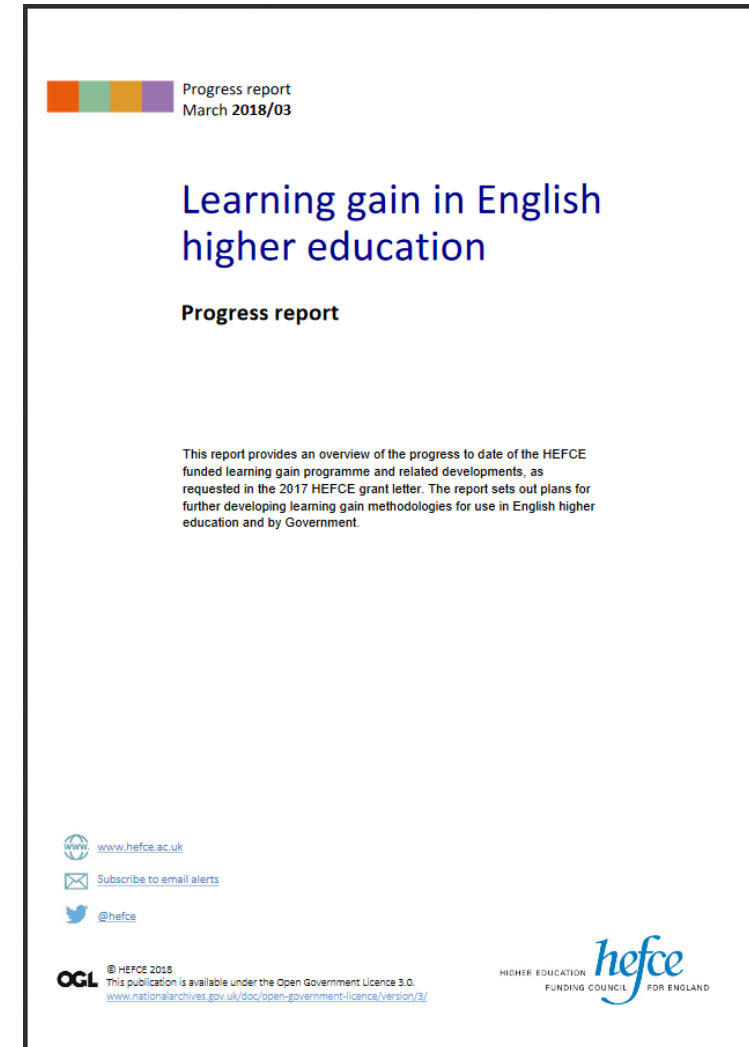 Progress report
March 2018/03
Learning gain in English
higher education
Progress report
This report provides an overview of the progress to date of the HEFCE
funded learning gain programme and related developments, as
requested in the 2017 HEFCE grant letter. The report sets out plans for
further developing learning gain methodologies for use in English higher
education and by Government.
www.
www.hefce.ac.uk
Subscribe to email alerts
@hefce
OGL
© HEFCE 2018
This publication is available under the Open Government Licence 3.0.
www.nationalarchives.gov.uk/doc/open-government-licence/version/3/
HIGHER EDUCATION hefce
FUNDING COUNCIL FOR ENGLAND